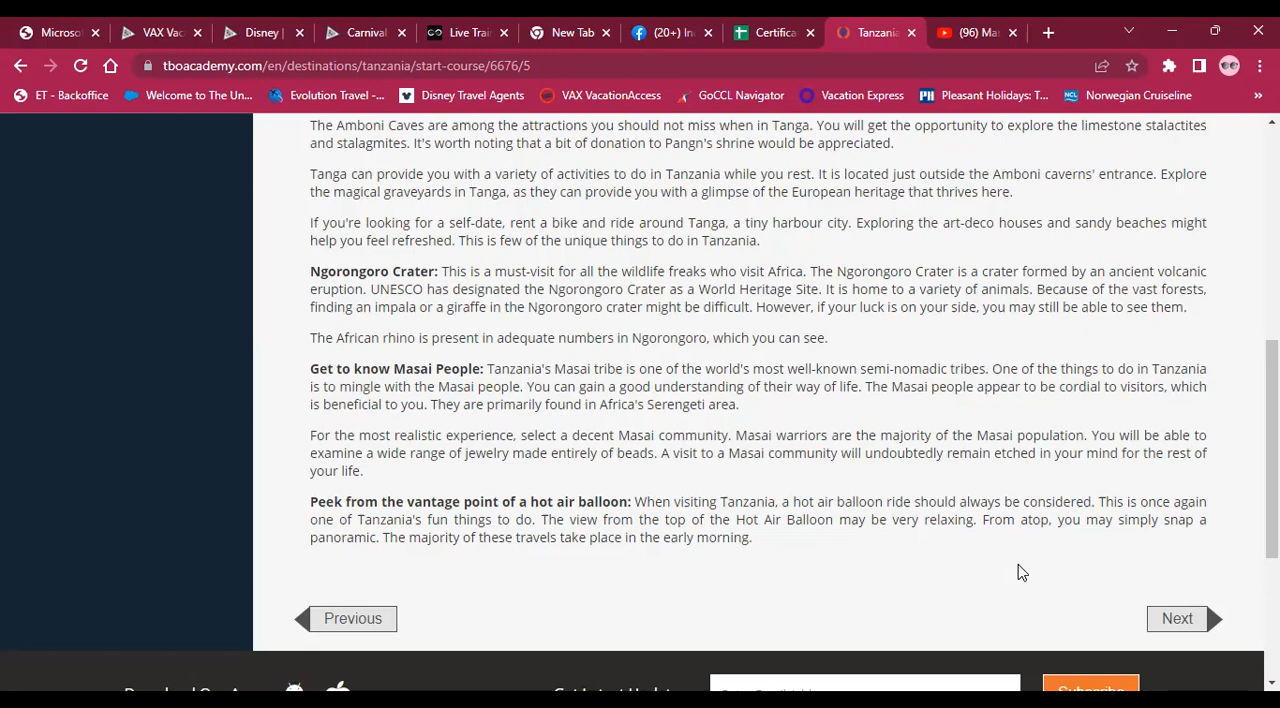 Microso
VAX Vac
Disney |
Carnival
Live Trai
New Tab
(20+) In
Certifica
Tanzania
(96) Ma
tboacademy.com/en/destinations/tanzania/start-course/6676/5
ET - Backoffice
Welcome to The Un...
Evolution Travel -...
Disney Travel Agents
VAX VacationAccess
GoCCL Navigator
Vacation Express
Pleasant Holidays: T...
Norwegian Cruiseline
»
The Amboni Caves are among the attractions you should not miss when in Tanga. You will get the opportunity to explore the limestone stalactites
and stalagmites. It's worth noting that a bit of donation to Pangn's shrine would be appreciated.
Tanga can provide you with a variety of activities to do in Tanzania while you rest. It is located just outside the Amboni caverns' entrance. Explore
the magical graveyards in Tanga, as they can provide you with a glimpse of the European heritage that thrives here.
If you're looking for a self-date, rent a bike and ride around Tanga, a tiny harbour city. Exploring the art-deco houses and sandy beaches might
help you feel refreshed. This is few of the unique things to do in Tanzania.
Ngorongoro Crater: This is a must-visit for all the wildlife freaks who visit Africa. The Ngorongoro Crater is a crater formed by an ancient volcanic
eruption. UNESCO has designated the Ngorongoro Crater as a World Heritage Site. It is home to a variety of animals. Because of the vast forests,
finding an impala or a giraffe in the Ngorongoro crater might be difficult. However, if your luck is on your side, you may still be able to see them.
The African rhino is present in adequate numbers in Ngorongoro, which you can see.
Get to know Masai People: Tanzania's Masai tribe is one of the world's most well-known semi-nomadic tribes. One of the things to do in Tanzania
is to mingle with the Masai people. You can gain a good understanding of their way of life. The Masai people appear to be cordial to visitors, which
is beneficial to you. They are primarily found in Africa's Serengeti area.
For the most realistic experience, select a decent Masai community. Masai warriors are the majority of the Masai population. You will be able to
examine a wide range of jewelry made entirely of beads. A visit to a Masai community will undoubtedly remain etched in your mind for the rest of
your life.
Peek from the vantage point of a hot air balloon: When visiting Tanzania, a hot air balloon ride should always be considered. This is once again
one of Tanzania's fun things to do. The view from the top of the Hot Air Balloon may be very relaxing. From atop, you may simply snap a
panoramic. The majority of these travels take place in the early morning.
Previous
Next
Subscribe